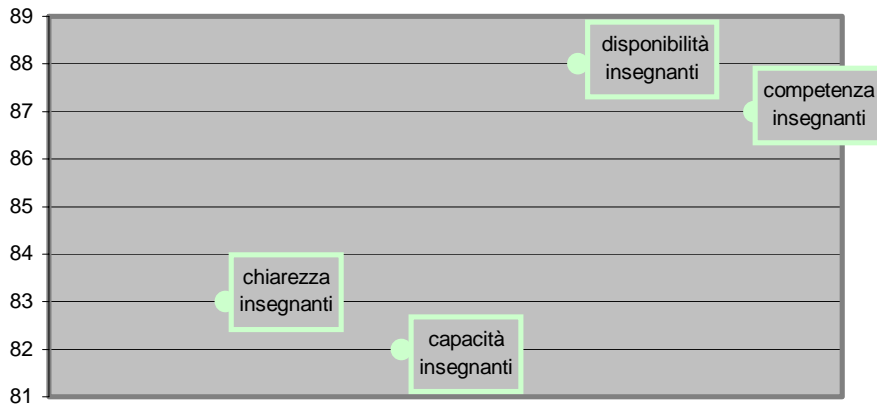 89
88
87
86
85
84
83
82
81
disponibilità
insegnanti
competenza
insegnanti
chiarezza
insegnanti
capacità
insegnanti